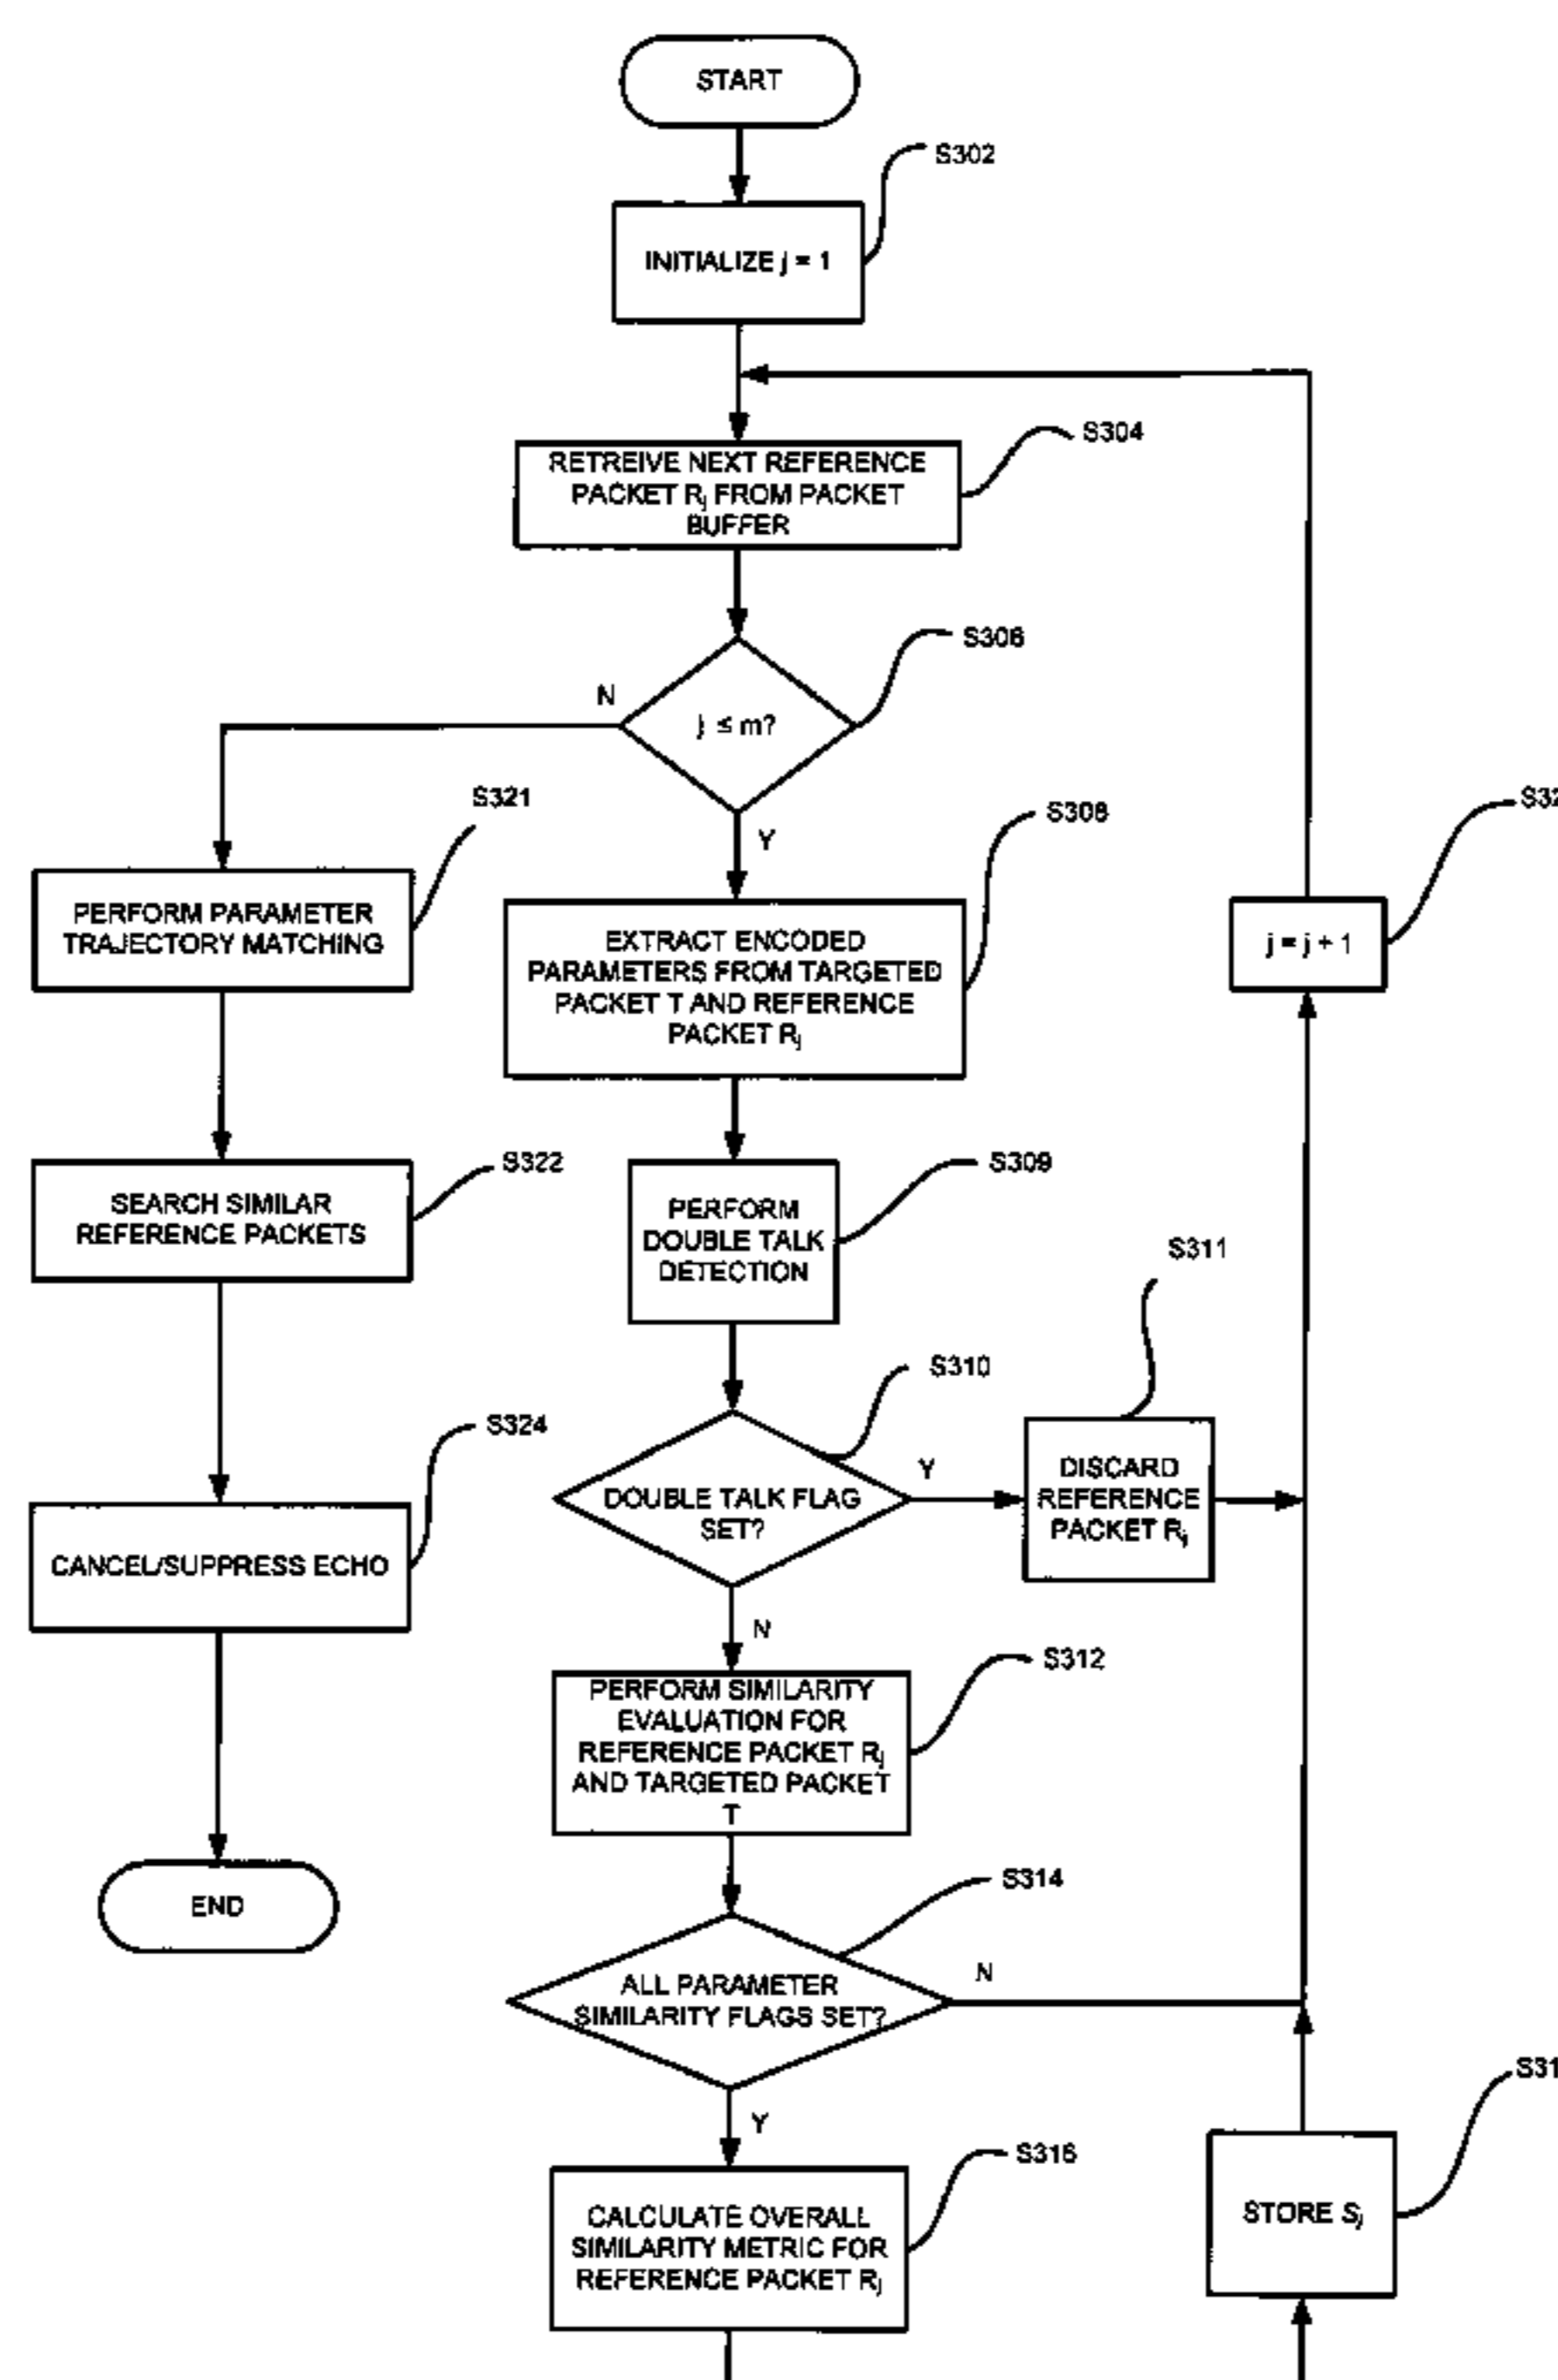 START
S302
INITIALIZE j = 1
S304
RETREIVE NEXT REFERENCE
PACKET Rj FROM PACKET
BUFFER
S306
N
j ≤ m?
Y
S321
S308
S32
PERFORM PARAMETER
TRAJECTORY MATCHING
EXTRACT ENCODED
PARAMETERS FROM TARGETED
PACKET T AND REFERENCE
PACKET Rj
j = j + 1
S322
SEARCH SIMILAR
REFERENCE PACKETS
S309
PERFORM
DOUBLE TALK
DETECTION
S311
S310
S324
CANCEL/SUPPRESS ECHO
DOUBLE TALK FLAG
SET?
Y
DISCARD
REFERENCE
PACKET Rj
N
S312
PERFORM SIMILARITY
EVALUATION FOR
REFERENCE PACKET Rj
AND TARGETED PACKET
T
S314
END
ALL PARAMETER
SIMILARITY FLAGS SET?
N
Y
S31
S316
CALCULATE OVERALL
SIMILARITY METRIC FOR
REFERENCE PACKET Rj
STORE Sj